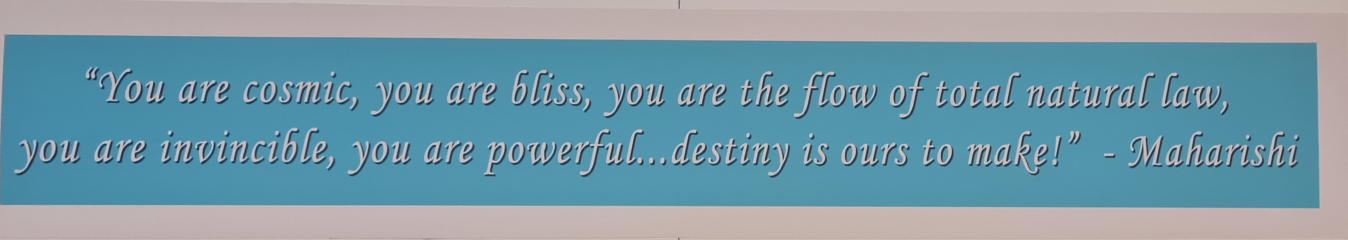 “You are cosmic, you are bliss, you are the flow of total natural law,
you are invincible, you are powerful...destiny is ours to make!” - Maharishi